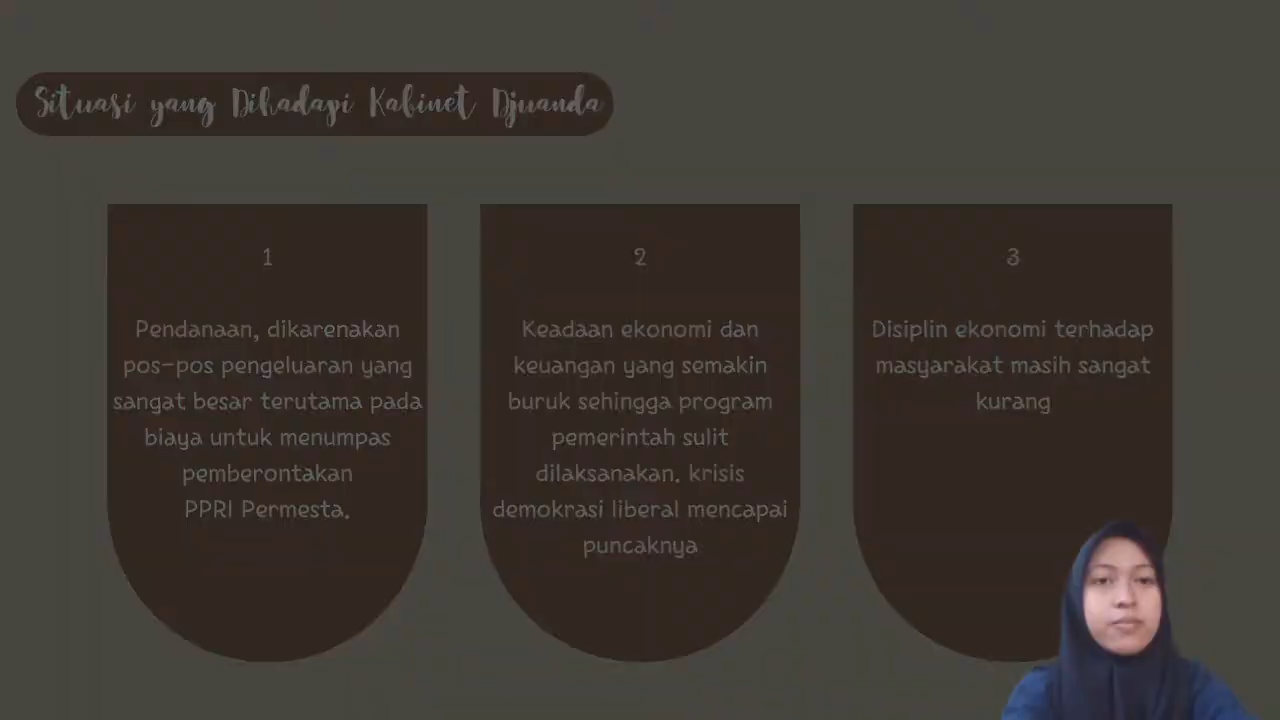 Situasi yang Dihadapi Kabinet Djuanda
1
Pendanaan, dikarenakan
pos-pos pengeluaran yang
sangat besar terutama pada
biaya untuk menumpas
pemberontakan
PPRI Permesta.
2
Keadaan ekonomi dan
keuangan yang semakin
buruk sehingga program
pemerintah sulit
dilaksanakan. krisis
demokrasi liberal mencapai
puncaknya
3
Disiplin ekonomi terhadap
masyarakat masih sangat
kurang